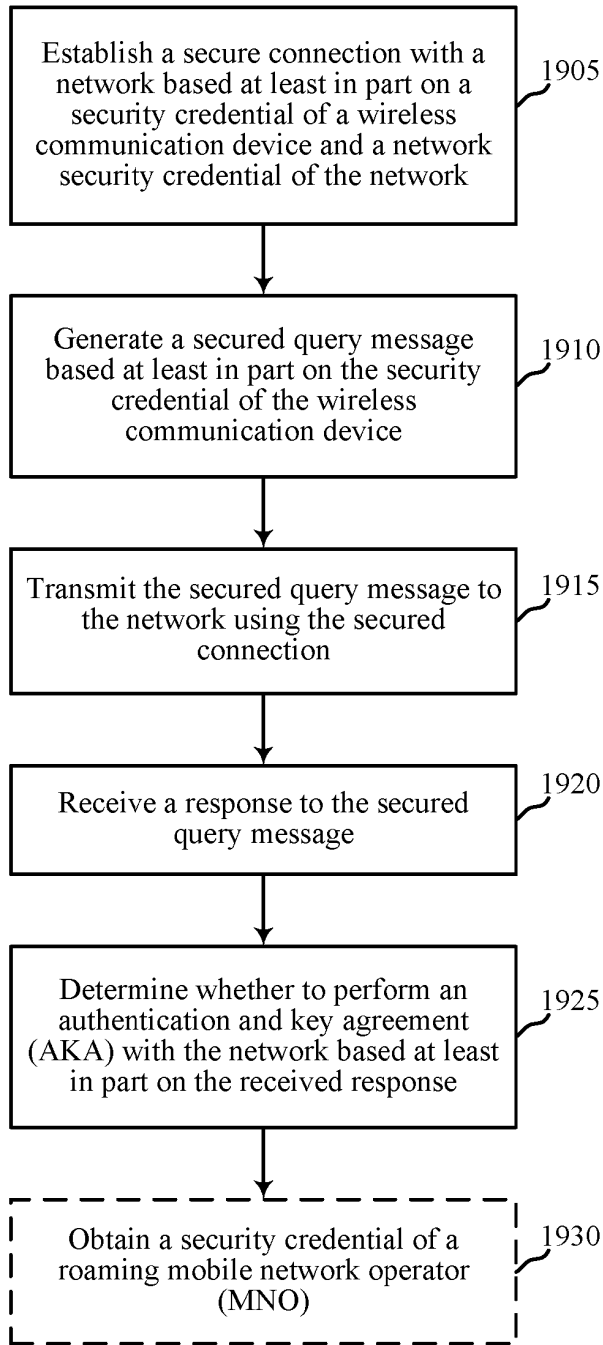 Establish a secure connection with a
network based at least in part on a
security credential of a wireless
communication device and a network
security credential of the network
1905
Generate a secured query message
based at least in part on the security
credential of the wireless
communication device
1910
Transmit the secured query message to
the network using the secured
connection
1915
Receive a response to the secured
query message
1920
Determine whether to perform an
authentication and key agreement
(AKA) with the network based at least
in part on the received response
1925
Obtain a security credential of a
roaming mobile network operator
(MNO)
1930